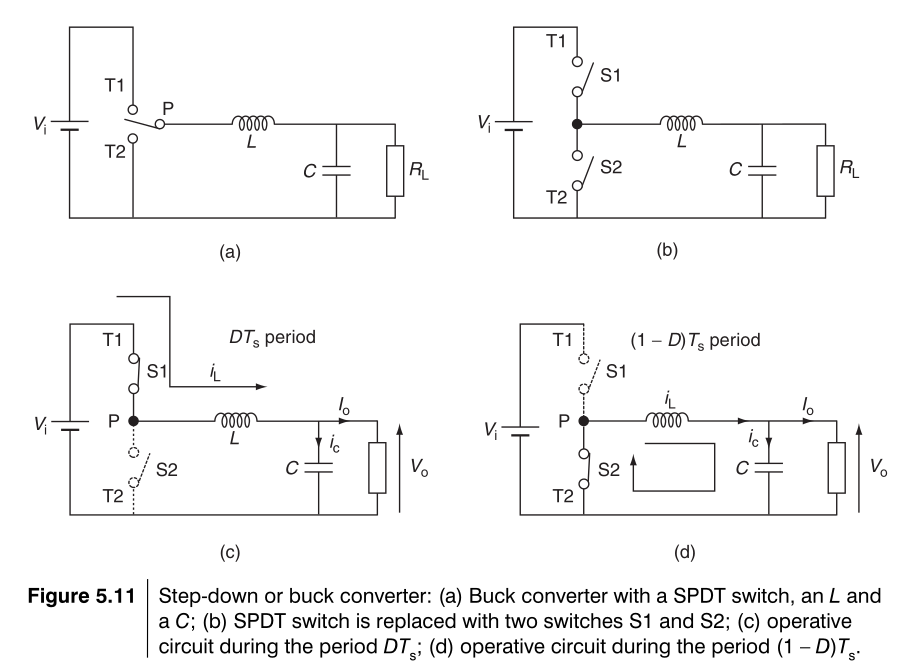 T1
P
V_i
T2
L
C
R_L
(a)
T1
S1
V_i
L
S2
T2
C
R_L
(b)
T1
DT_s period
S1
i_L
V_i
P
L
I_o
i_c
S2
C
V_o
T2
(c)
T1
(1 – D)T_s period
S1
i_L
V_i
P
I_o
i_c
S2
C
V_o
T2
(d)
Figure 5.11 Step-down or buck converter: (a) Buck converter with a SPDT switch, an L and
a C; (b) SPDT switch is replaced with two switches S1 and S2; (c) operative
circuit during the period DT_s; (d) operative circuit during the period (1 – D)T_s.